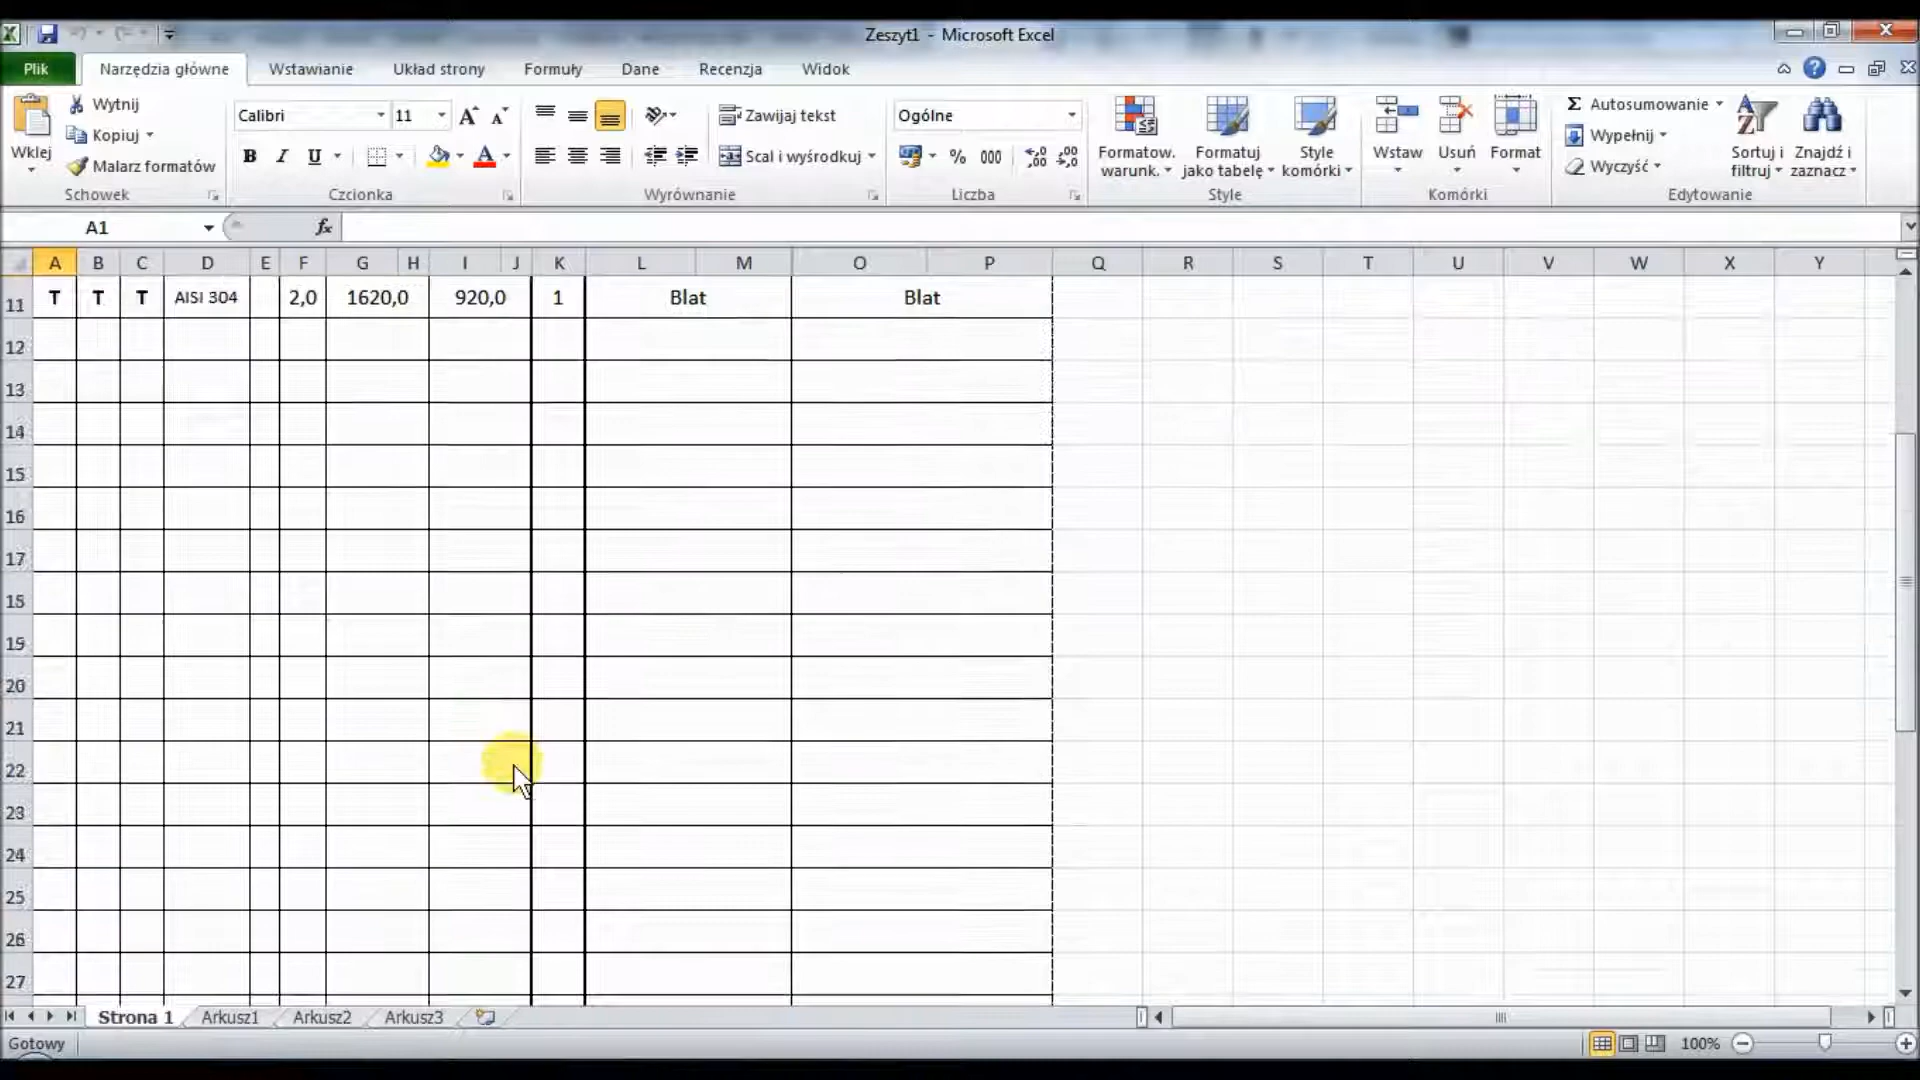 Zeszyt1 - Microsoft Excel
Plik Narzędzia główne Wstawianie Układ strony Formuły Dane Recenzja Widok
Wklej
Wytnij
Kopiuj
Malarz formatów
Schowek
Calibri 11
B I U
Czcionka
Zawijaj tekst
Scal i wyśrodkuj
Wyrównanie
Ogólne
% 000
Liczba
Formatow. warunk.
Formatuj jako tabelę
Style komórki
Style
Wstaw Usuń Format
Komórki
Σ Autosumowanie
Wypełnij
Wyczyść
Sortuj i filtruj
Znajdź i zaznacz
Edytowanie
A1 fx
A B C D E F G H I J K L M O P Q R S T U V W X Y
11 T T T AISI 304 2,0 1620,0 920,0 1 Blat Blat
12
13
14
15
16
17
15
19
20
21
22
23
24
25
26
27
Strona 1 Arkusz1 Arkusz2 Arkusz3
Gotowy 100%